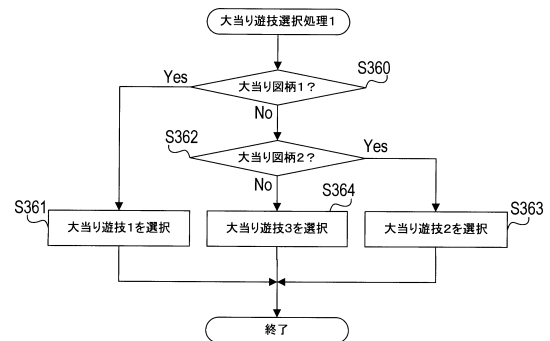 大当り遊技選択処理1
S360
Yes
大当り図柄1?
No
S362
Yes
大当り図柄2?
No
S361
S364
S363
大当り遊技1を選択
大当り遊技3を選択
大当り遊技2を選択
終了